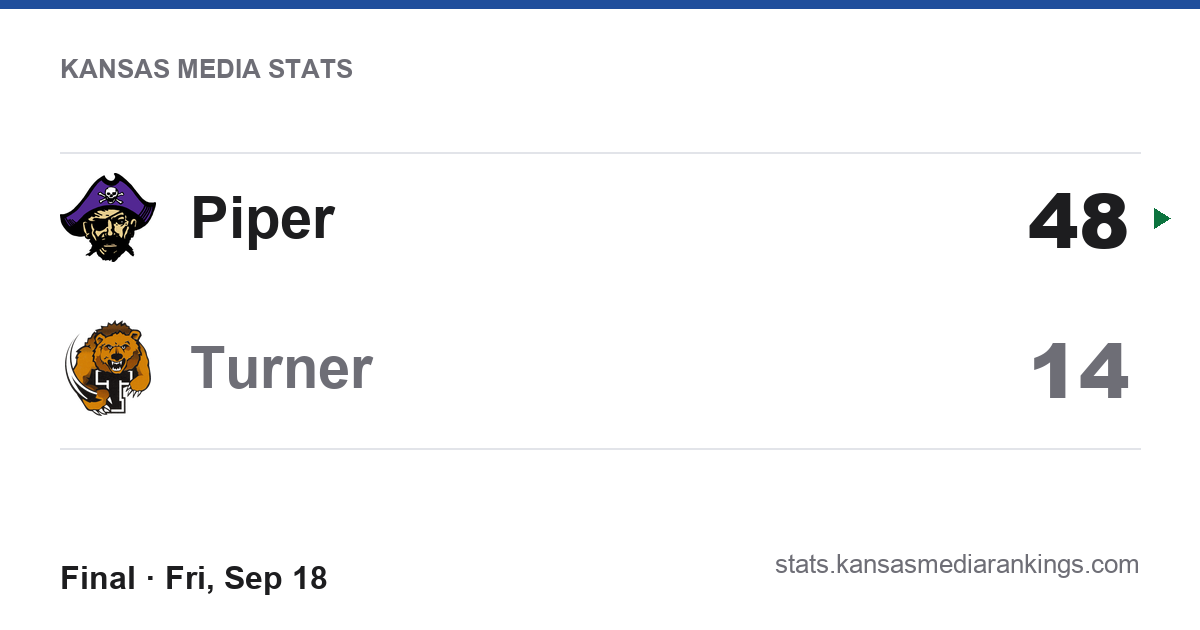 KANSAS MEDIA STATS
Piper 48
Turner 14
T
Final · Fri, Sep 18
stats.kansasmediarankings.com